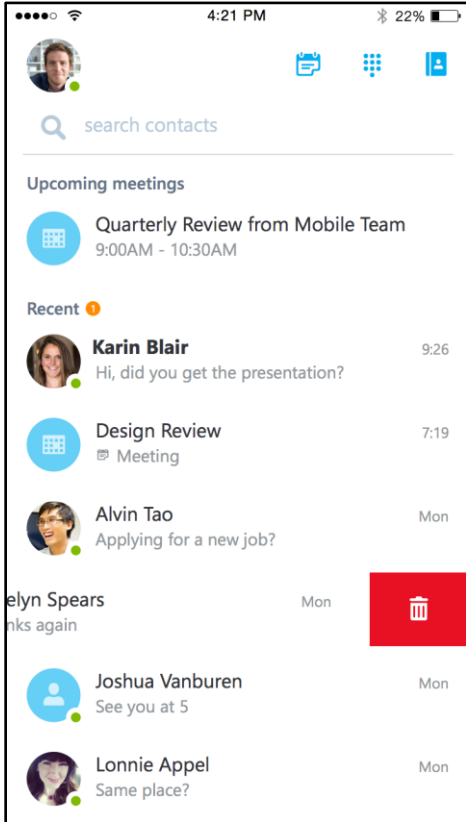 4:21 PM
22%
search contacts
Upcoming meetings
Quarterly Review from Mobile Team
9:00AM - 10:30AM
Recent 1
Karin Blair
9:26
Hi, did you get the presentation?
Design Review
7:19
Meeting
Alvin Tao
Mon
Applying for a new job?
elyn Spears
Mon
nks again
Joshua Vanburen
Mon
See you at 5
Lonnie Appel
Mon
Same place?